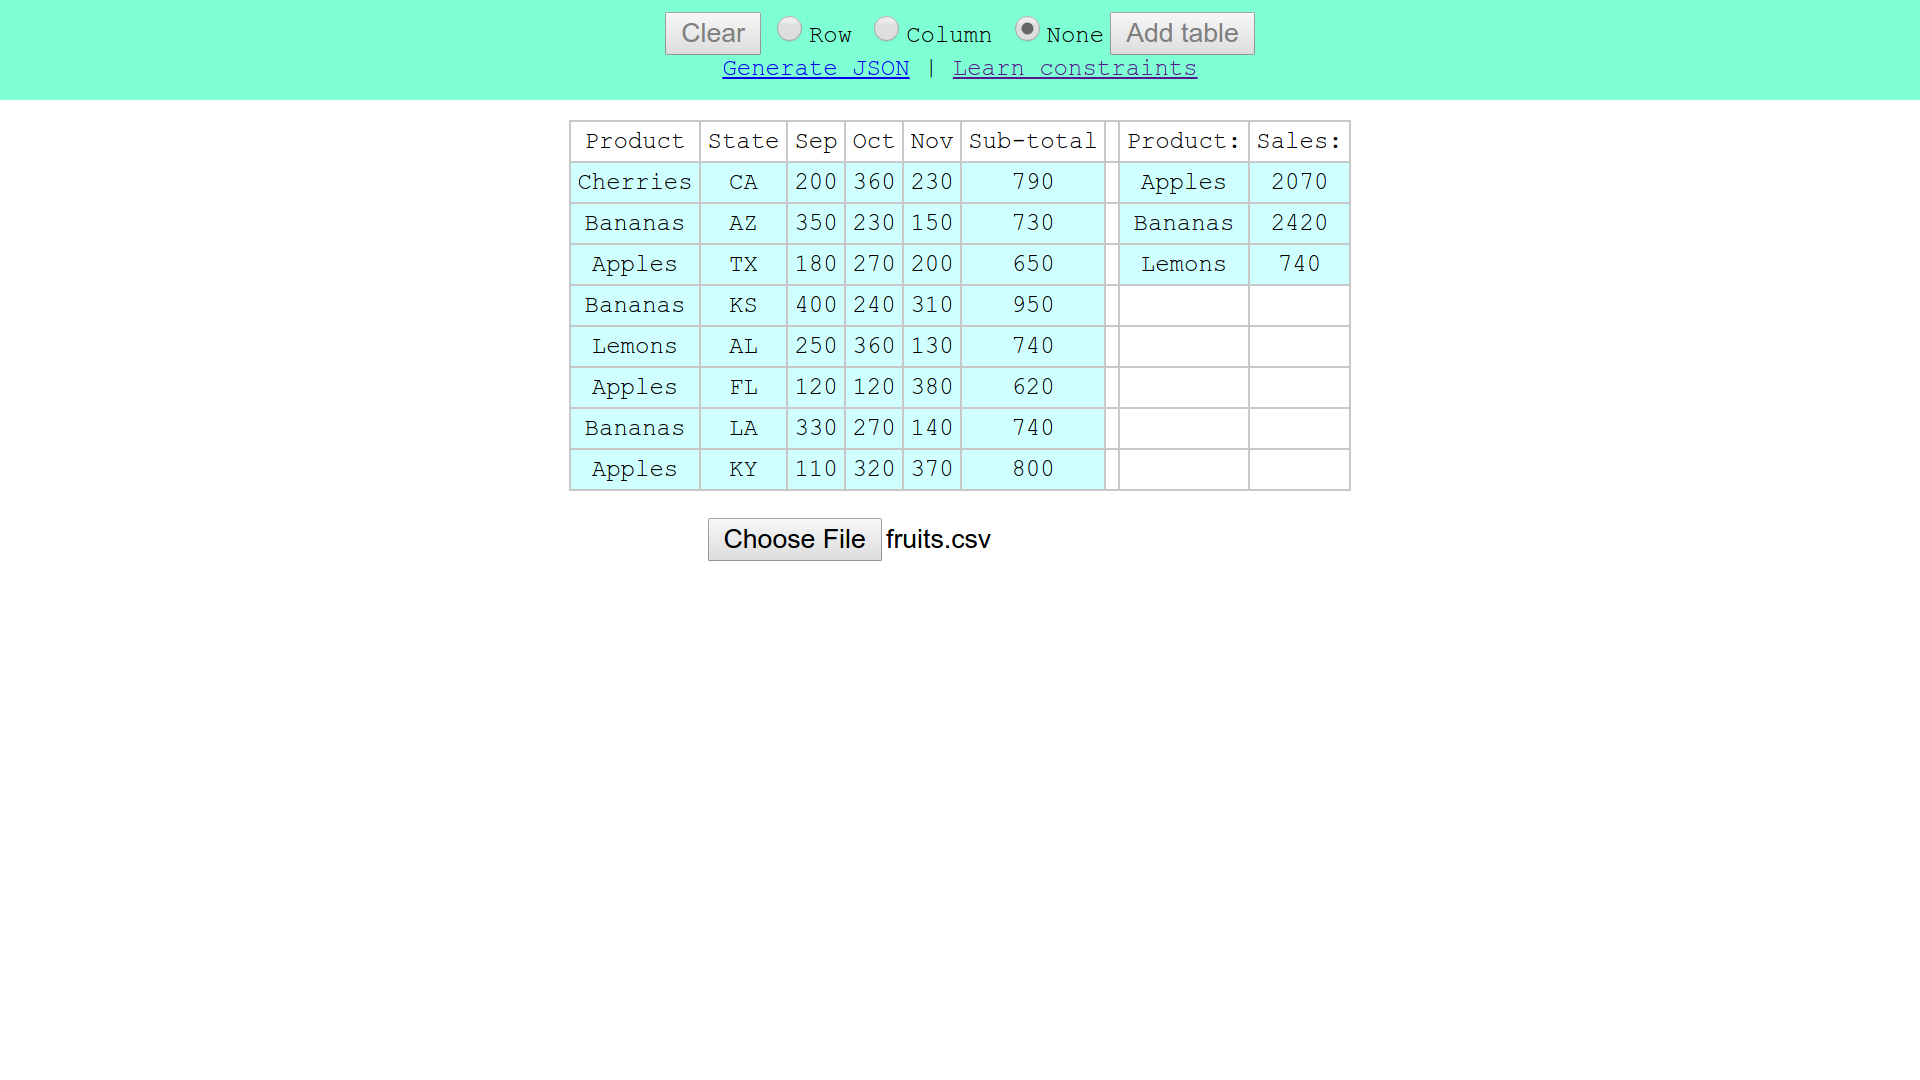 Clear Row Column None Add table
Generate JSON | Learn constraints
Product State Sep Oct Nov Sub-total Product: Sales:
Cherries CA 200 360 230 790 Apples 2070
Bananas AZ 350 230 150 730 Bananas 2420
Apples TX 180 270 200 650 Lemons 740
Bananas KS 400 240 310 950
Lemons AL 250 360 130 740
Apples FL 120 120 380 620
Bananas LA 330 270 140 740
Apples KY 110 320 370 800
Choose File fruits.csv